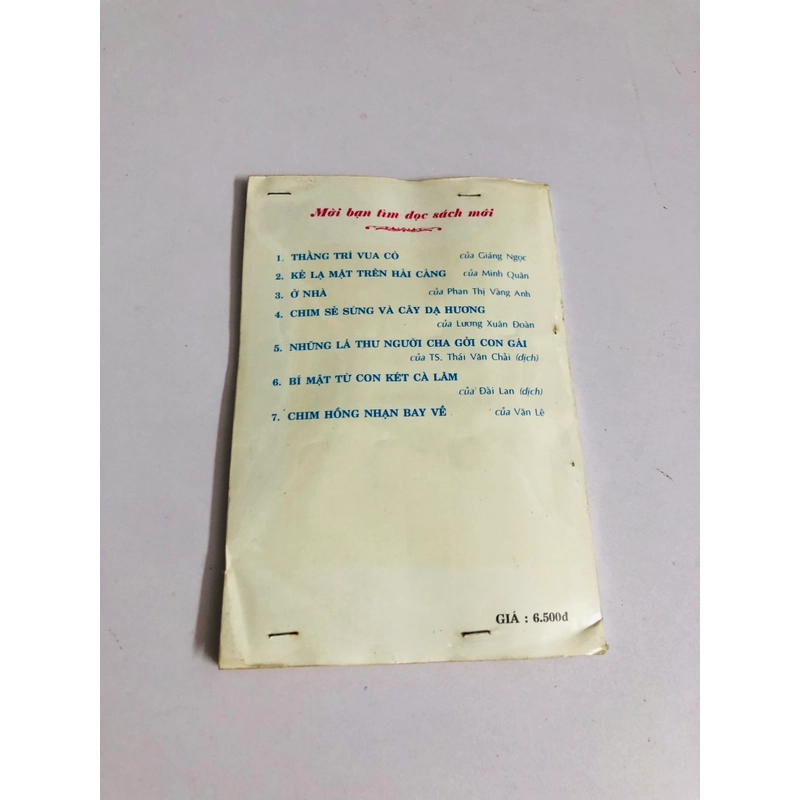 Mời bạn tìm đọc sách mới
1. THẰNG TRÍ VUA CÒ của Giáng Ngọc
2. KẺ LẠ MẶT TRÊN HẢI CẢNG của Minh Quân
3. Ở NHÀ của Phan Thị Vàng Anh
4. CHIM SẺ SỪNG VÀ CÂY DẠ HƯƠNG
của Lương Xuân Đoàn
5. NHỮNG LÁ THƯ NGƯỜI CHA GỞI CON GÁI
của TS. Thái Văn Chải (dịch)
6. BÍ MẬT TỪ CON KÉT CÀ LĂM
của Đài Lan (dịch)
7. CHIM HỒNG NHẠN BAY VỀ của Văn Lê
GIÁ : 6.500đ